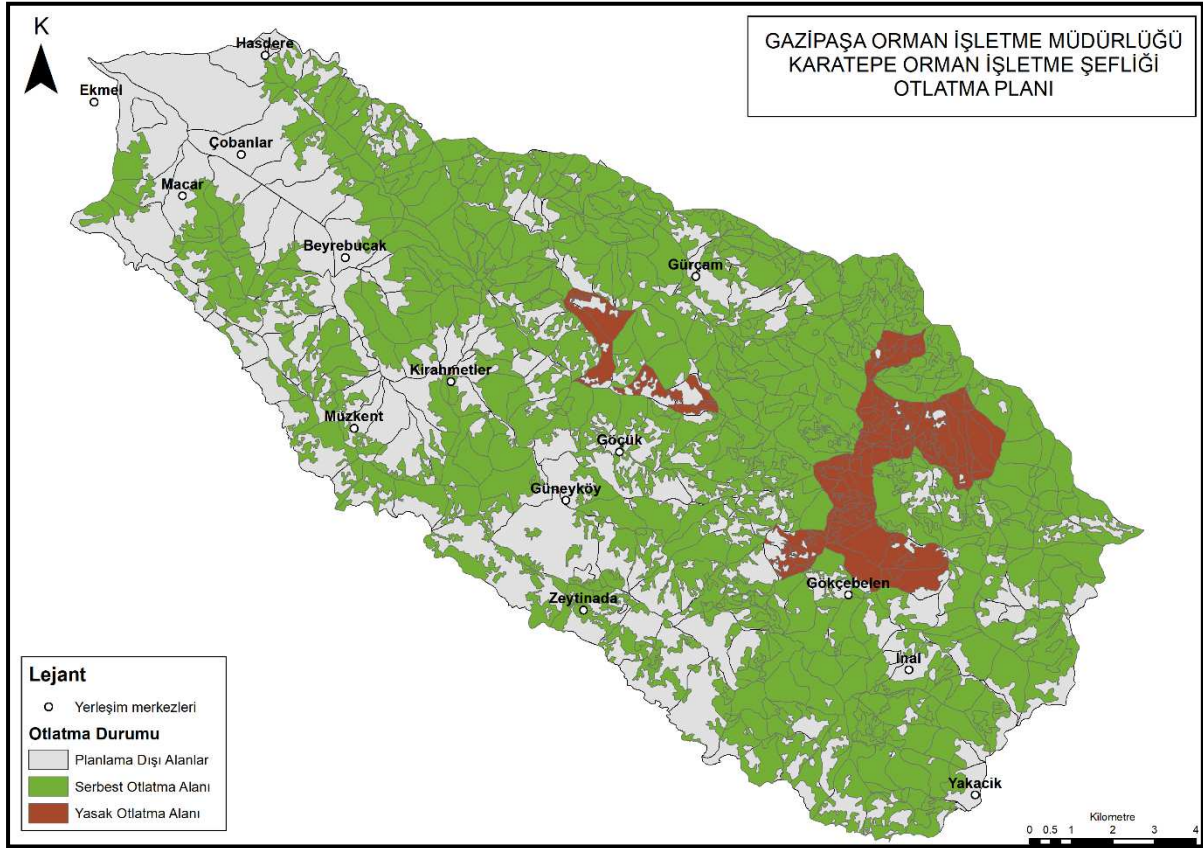 K
GAZİPAŞA ORMAN İŞLETME MÜDÜRLÜĞÜ
KARATEPE ORMAN İŞLETME ŞEFLİĞİ
OTLATMA PLANI
Hasdere
Ekmel
Çobanlar
Macar
Beyrebucak
Gürçam
Kirahmetler
Muzkent
Göçük
Güneyköy
Gökçebelen
Zeytinada
İnal
Yakacik
Lejant
Yerleşim merkezleri
Otlatma Durumu
Planlama Dışı Alanlar
Serbest Otlatma Alanı
Yasak Otlatma Alanı
Kilometre
0 0.5 1 2 3 4